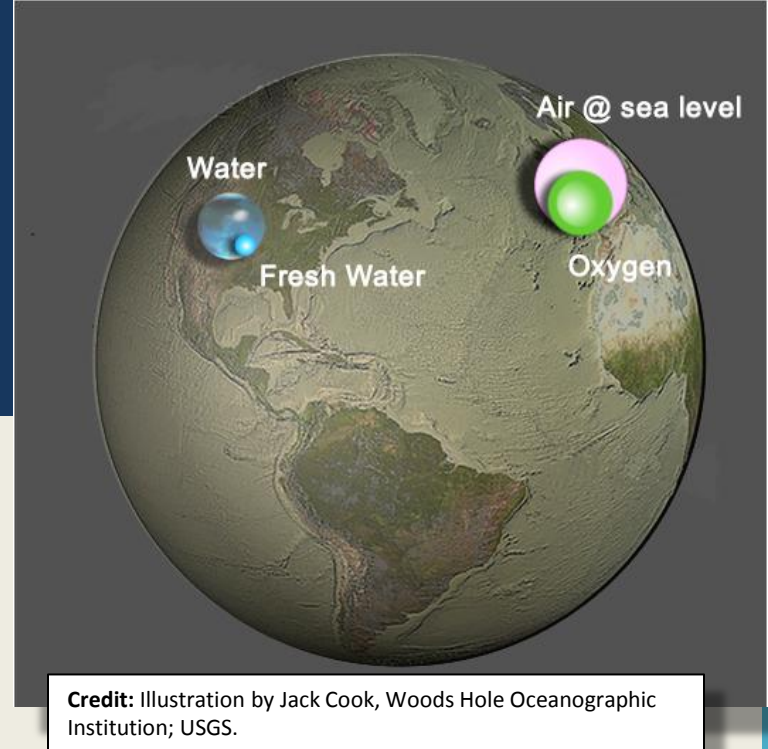 Air @ sea level
Water
Oxygen
Fresh Water
Credit: Illustration by Jack Cook, Woods Hole Oceanographic
Institution; USGS.